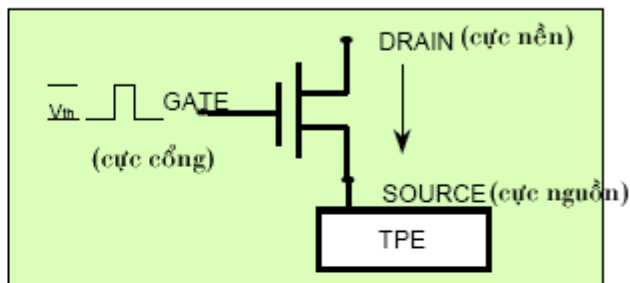 DRAIN (cực nền)
Vth GATE
(cực cổng)
SOURCE (cực nguồn)
TPE